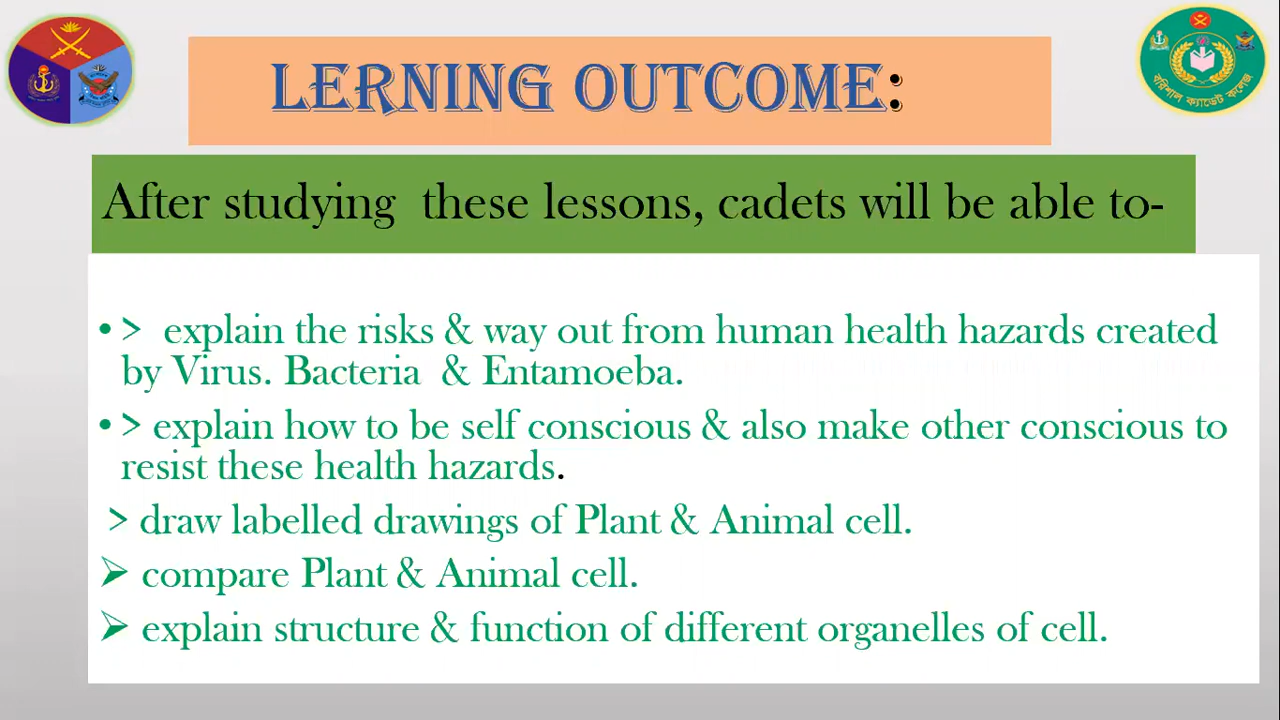 LERNING OUTCOME:
বরিশাল ক্যাডেট কলেজ
After studying these lessons, cadets will be able to-
• > explain the risks & way out from human health hazards created
by Virus. Bacteria & Entamoeba.
• > explain how to be self conscious & also make other conscious to
resist these health hazards.
> draw labelled drawings of Plant & Animal cell.
➢ compare Plant & Animal cell.
➢ explain structure & function of different organelles of cell.